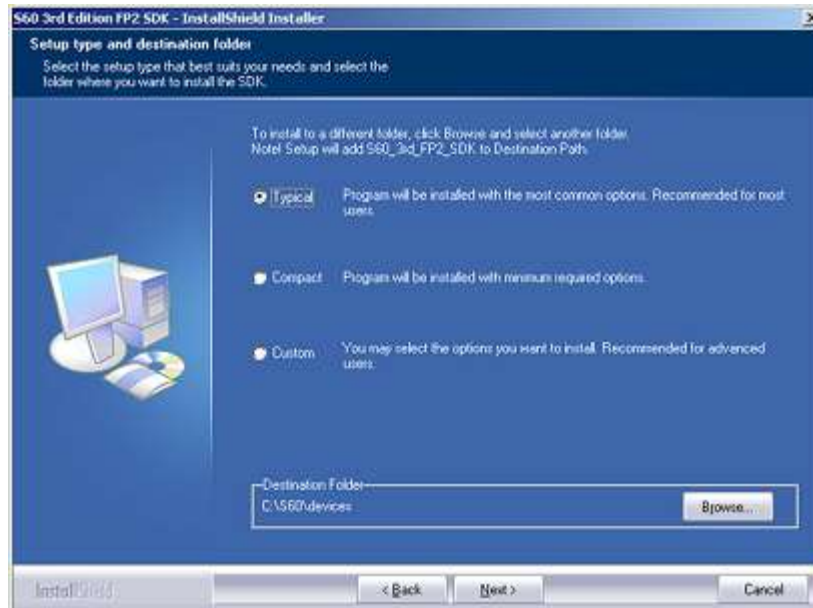 S60 3rd Edition FP2 SDK - InstallShield Installer
Setup type and destination folder
Select the setup type that best suits your needs and select the
folder where you want to install the SDK.
To install to a different folder, click Browse and select another folder.
Note! Setup will add S60_3rd_FP2_SDK to Destination Path.
Typical
Program will be installed with the most common options. Recommended for most
users.
Compact
Program will be installed with minimum required options.
Custom
You may select the options you want to install. Recommended for advanced
users.
Destination Folder
C:\S60\devices
Browse...
InstallShield
< Back
Next >
Cancel